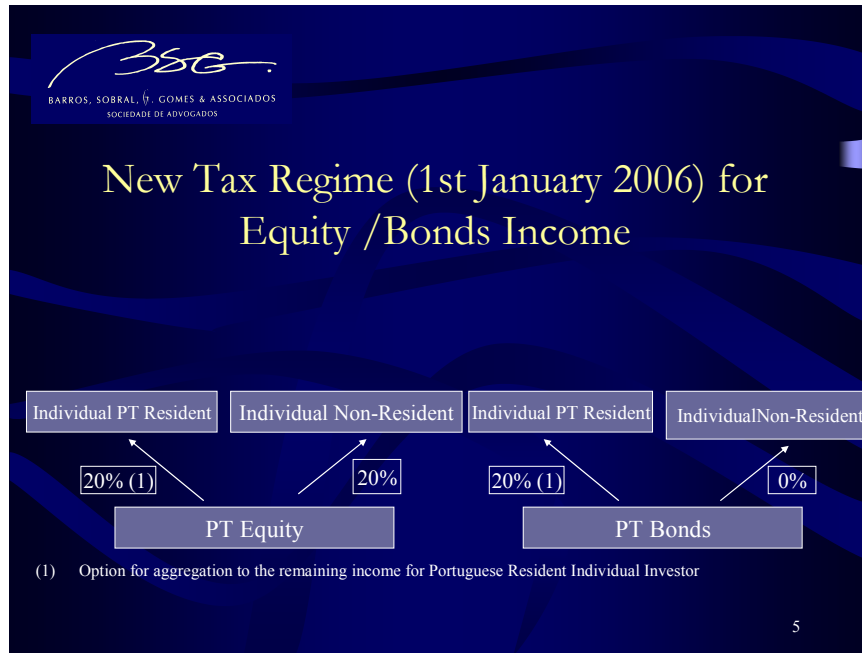 BSG.
BARROS, SOBRAL, G. GOMES & ASSOCIADOS
SOCIEDADE DE ADVOGADOS
New Tax Regime (1st January 2006) for
Equity /Bonds Income
Individual PT Resident
Individual Non-Resident
Individual PT Resident
IndividualNon-Resident
20% (1)
20%
20% (1)
0%
PT Equity
PT Bonds
(1) Option for aggregation to the remaining income for Portuguese Resident Individual Investor
5